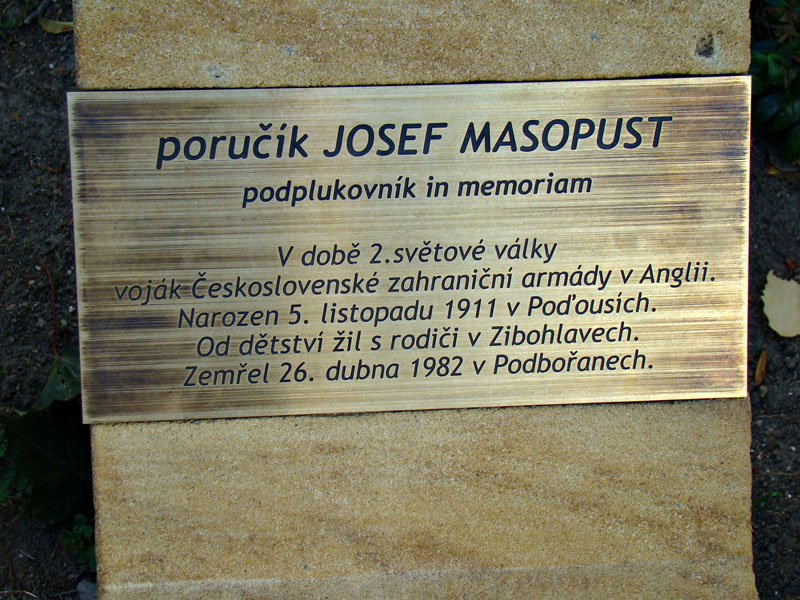 poručík JOSEF MASOPUST
podplukovník in memoriam
V době 2.světové války
voják Československé zahraniční armády v Anglii.
Narozen 5. listopadu 1911 v Poďousích.
Od dětství žil s rodiči v Zibohlavech.
Zemřel 26. dubna 1982 v Podbořanech.